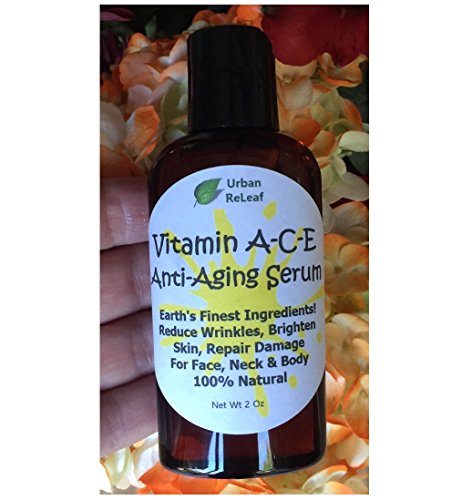 Urban
ReLeaf
Vitamin A-C-E
Anti-Aging Serum
Earth's Finest Ingredients!
Reduce Wrinkles, Brighten
Skin, Repair Damage
For Face, Neck & Body
100% Natural
Net Wt 2 Oz